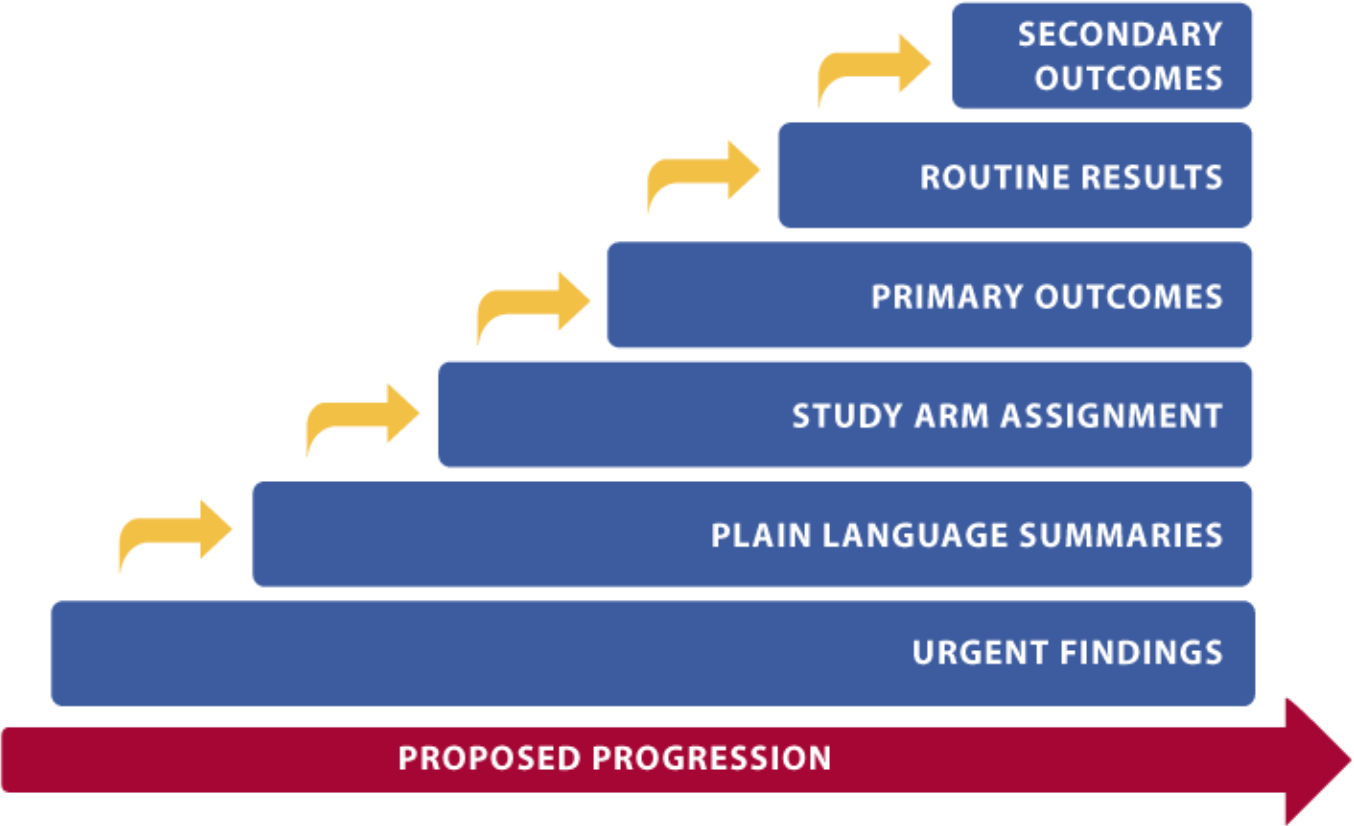 SECONDARY
OUTCOMES
ROUTINE RESULTS
PRIMARY OUTCOMES
STUDY ARM ASSIGNMENT
PLAIN LANGUAGE SUMMARIES
URGENT FINDINGS
PROPOSED PROGRESSION